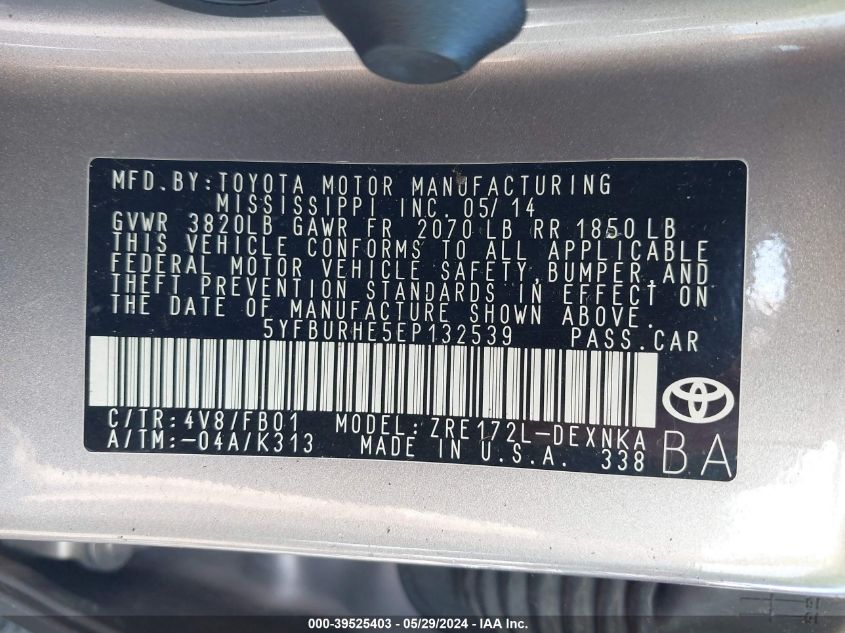 MFD.BY:TOYOTA MOTOR MANUFACTURING
MISSISSIPPI INC. 05/14
GVWR 3820LB GAWR FR 2070 LB RR 1850 LB
THIS VEHICLE CONFORMS TO ALL APPLICABLE
FEDERAL MOTOR VEHICLE SAFETY,BUMPER,AND
THEFT PREVENTION STANDARDS IN EFFECT ON
THE DATE OF MANUFACTURE SHOWN ABOVE.
5YFBURHE5EP132539 PASS.CAR
C/TR:4V8/FB01 MODEL:ZRE172L-DEXNKA
A/TM:-04A/K313 MADE IN U.S.A. 338 BA
000-39525403 - 05/29/2024 - IAA Inc.